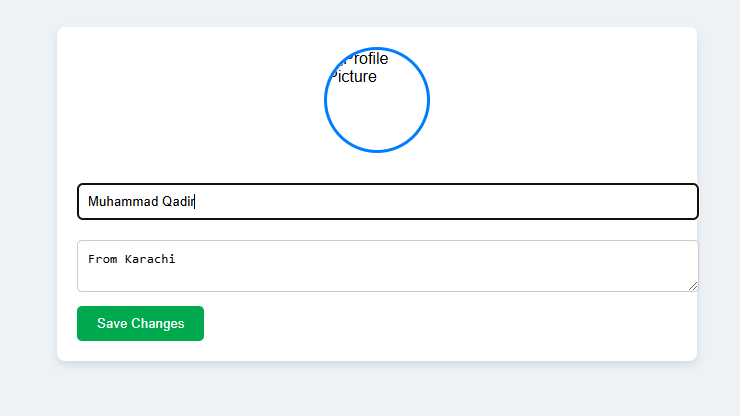 Profile
Picture
Muhammad Qadir
From Karachi
Save Changes